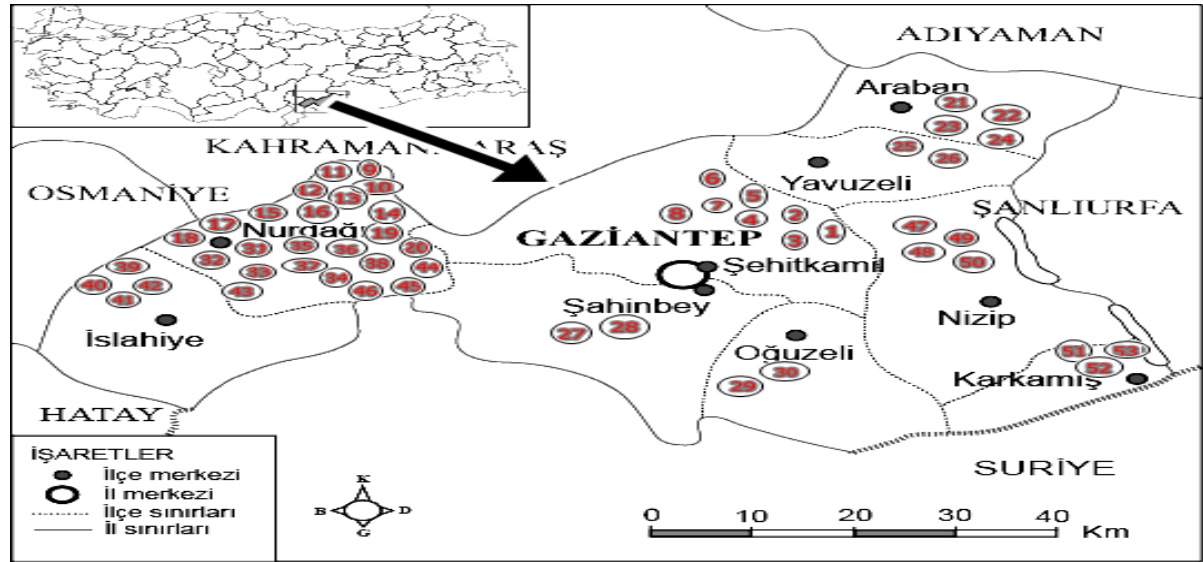 ADIYAMAN
Araban
21
22
23
24
KAHRAMANMARAŞ
25
26
11
9
12
13
10
6
5
Yavuzeli
OSMANİYE
15
16
14
7
8
4
2
ŞANLIURFA
17
18
Nurdağı
19
GAZİANTEP
3
1
47
49
31
35
36
20
48
50
32
33
37
38
44
Şehitkamil
39
34
40
42
41
43
46
45
Şahinbey
Nizip
İslahiye
27
28
Oğuzeli
51
53
30
52
29
Karkamış
HATAY
SURİYE
İŞARETLER
İlçe merkezi
İl merkezi
İlçe sınırları
İl sınırları
K
B D
G
0 10 20 30 40
Km